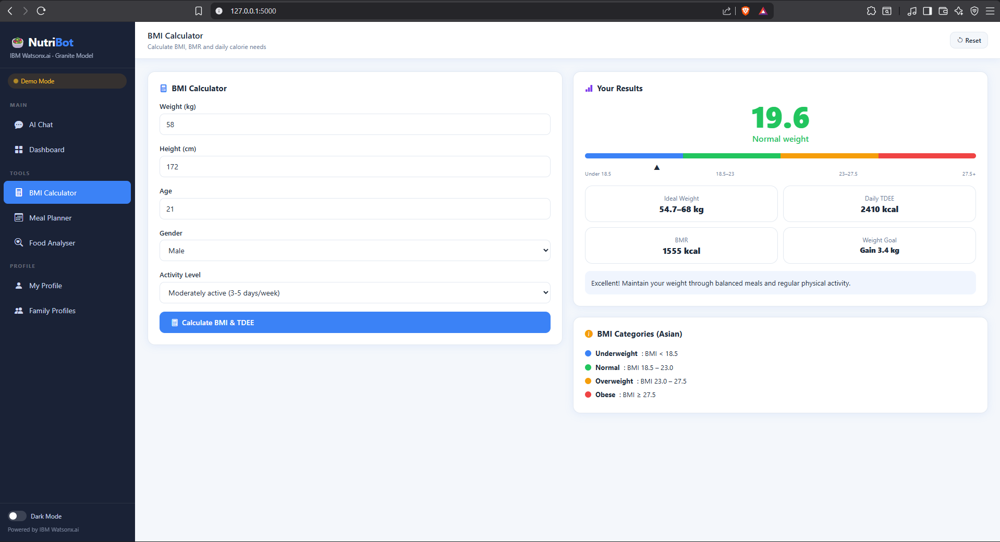 127.0.0.1:5000
NutriBot
IBM Watsonx.ai · Granite Model
Demo Mode
MAIN
AI Chat
Dashboard
TOOLS
BMI Calculator
Meal Planner
Food Analyser
PROFILE
My Profile
Family Profiles
Dark Mode
Powered by IBM Watsonx.ai
BMI Calculator
Calculate BMI, BMR and daily calorie needs
Reset
BMI Calculator
Weight (kg)
58
Height (cm)
172
Age
21
Gender
Male
Activity Level
Moderately active (3-5 days/week)
Calculate BMI & TDEE
Your Results
19.6
Normal weight
Under 18.5 18.5–23 23–27.5 27.5+
Ideal Weight
54.7–68 kg
Daily TDEE
2410 kcal
BMR
1555 kcal
Weight Goal
Gain 3.4 kg
Excellent! Maintain your weight through balanced meals and regular physical activity.
BMI Categories (Asian)
Underweight : BMI < 18.5
Normal : BMI 18.5 – 23.0
Overweight : BMI 23.0 – 27.5
Obese : BMI ≥ 27.5